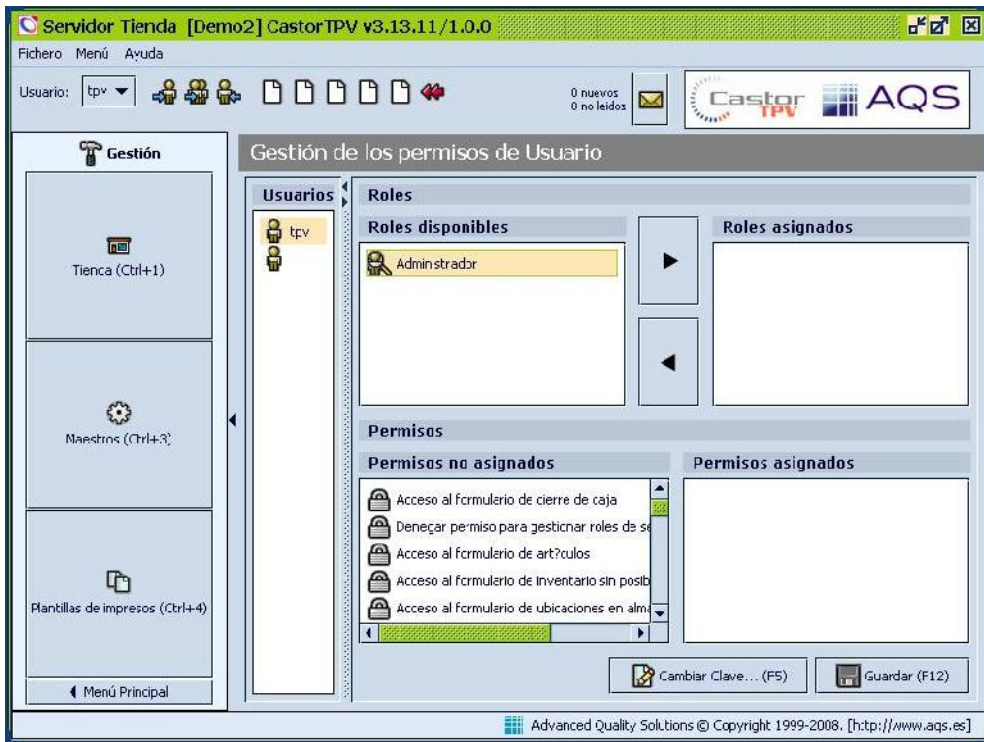 Servidor Tienda [Demo2] CastorTPV v3.13.11/1.0.0
Fichero Menú Ayuda
Usuario: tpv
0 nuevos
0 no leidos
Castor TPV
AQS
Gestión
Gestión de los permisos de Usuario
Tienca (Ctrl+1)
Maestros (Ctrl+3)
Plantillas de impresos (Ctrl+4)
Menú Principal
Usuarios
tpv
Roles
Roles disponibles
Roles asignados
Adminstrador
Permisos
Permisos no asignados
Permisos asignados
Acceso al formulario de cierre de caja
Denegar permiso para gestionar roles de se
Acceso al formulario de art?culos
Acceso al formulario de inventario sin posib
Acceso al formulario de ubicaciones en alma
Cambiar Clave... (F5)
Guardar (F12)
Advanced Quality Solutions © Copyright 1999-2008. [http://www.aqs.es]